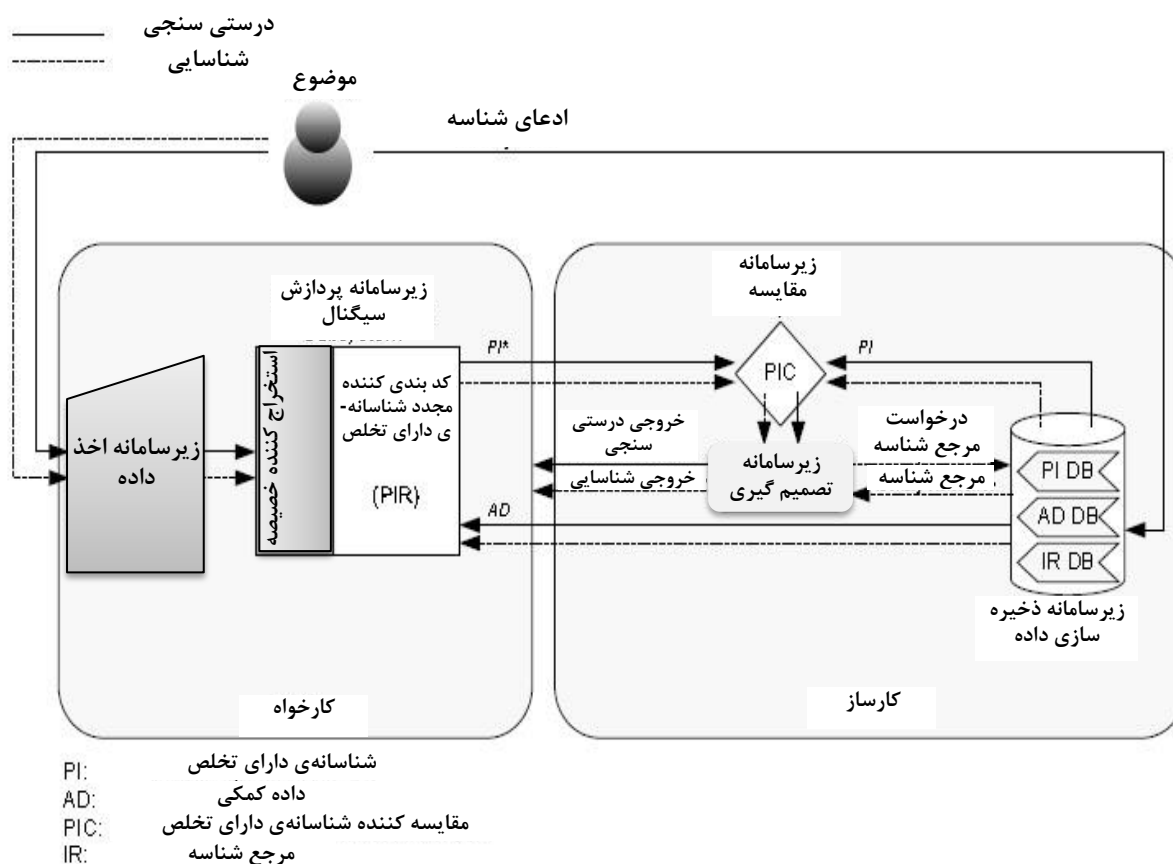 درستی سنجی
شناسایی
موضوع
ادعای شناسه
زیرسامانه پردازش
سیگنال
زیرسامانه
مقایسه
استخراج کننده خصیصه
PI*
PIC
PI
کد بندی کننده
مجدد شناسانه-
ی دارای تخلص
(PIR)
زیرسامانه اخذ
داده
خروجی درستی
سنجی
خروجی شناسایی
زیرسامانه
تصمیم گیری
درخواست
مرجع شناسه
مرجع شناسه
AD
PI DB
AD DB
IR DB
زیرسامانه ذخیره
سازی داده
کارخواه
کارساز
PI: شناسانه‌ی دارای تخلص
AD: داده کمکی
PIC: مقایسه کننده شناسانه‌ی دارای تخلص
IR: مرجع شناسه